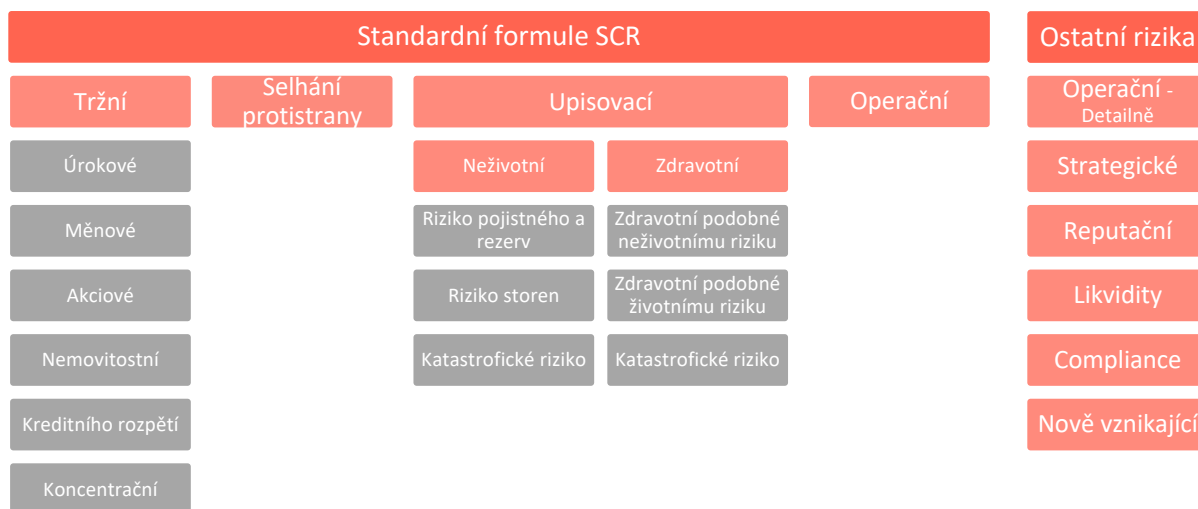 Standardní formule SCR
Ostatní rizika
Tržní
Selhání
protistrany
Upisovací
Operační
Operační -
Detailně
Úrokové
Neživotní
Zdravotní
Strategické
Měnové
Riziko pojistného a
rezerv
Zdravotní podobné
neživotnímu riziku
Reputační
Akciové
Riziko storen
Zdravotní podobné
životnímu riziku
Likvidity
Nemovitostní
Katastrofické riziko
Katastrofické riziko
Compliance
Kreditního rozpětí
Nově vznikající
Koncentrační